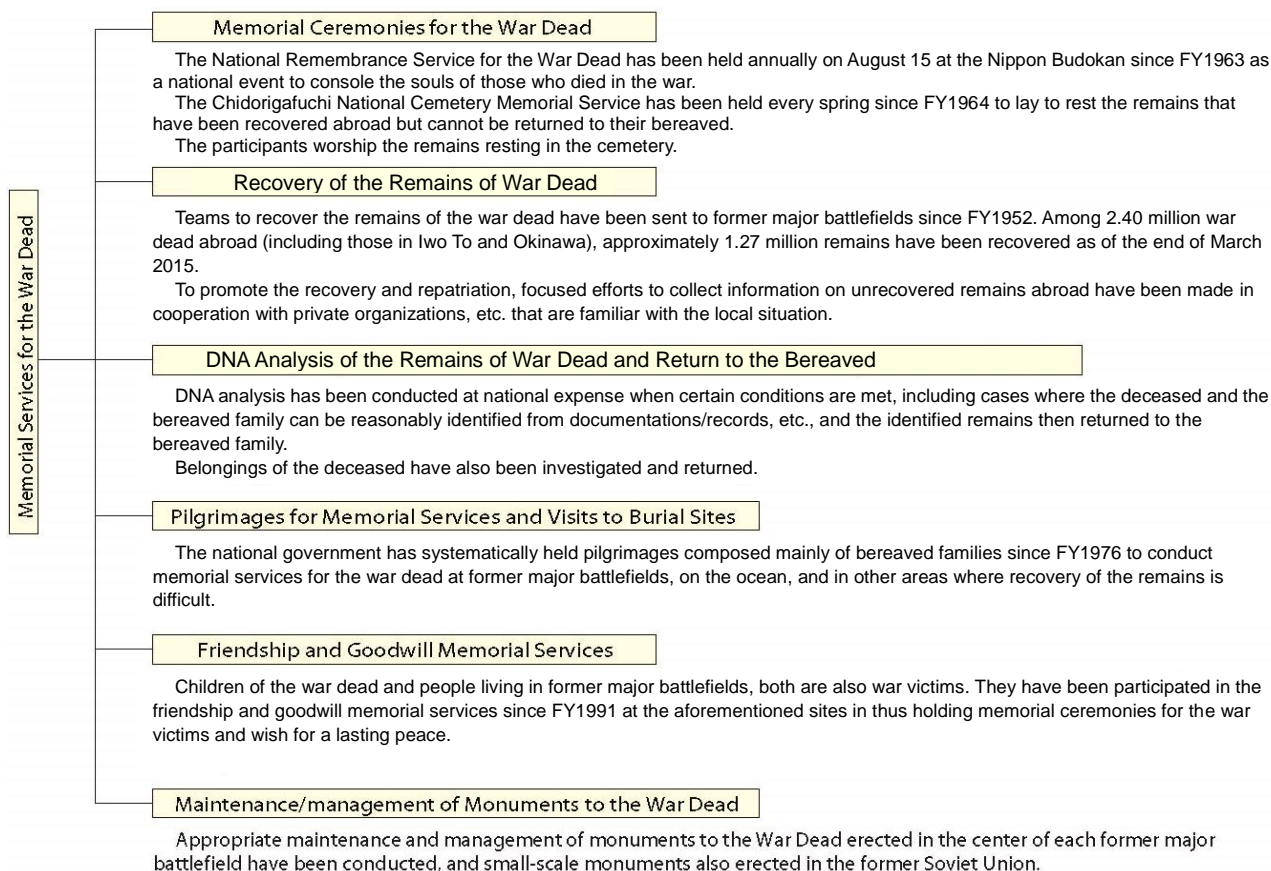 Memorial Services for the War Dead
Memorial Ceremonies for the War Dead
The National Remembrance Service for the War Dead has been held annually on August 15 at the Nippon Budokan since FY1963 as
a national event to console the souls of those who died in the war.
The Chidorigafuchi National Cemetery Memorial Service has been held every spring since FY1964 to lay to rest the remains that
have been recovered abroad but cannot be returned to their bereaved.
The participants worship the remains resting in the cemetery.
Recovery of the Remains of War Dead
Teams to recover the remains of the war dead have been sent to former major battlefields since FY1952. Among 2.40 million war
dead abroad (including those in Iwo To and Okinawa), approximately 1.27 million remains have been recovered as of the end of March
2015.
To promote the recovery and repatriation, focused efforts to collect information on unrecovered remains abroad have been made in
cooperation with private organizations, etc. that are familiar with the local situation.
DNA Analysis of the Remains of War Dead and Return to the Bereaved
DNA analysis has been conducted at national expense when certain conditions are met, including cases where the deceased and the
bereaved family can be reasonably identified from documentations/records, etc., and the identified remains then returned to the
bereaved family.
Belongings of the deceased have also been investigated and returned.
Pilgrimages for Memorial Services and Visits to Burial Sites
The national government has systematically held pilgrimages composed mainly of bereaved families since FY1976 to conduct
memorial services for the war dead at former major battlefields, on the ocean, and in other areas where recovery of the remains is
difficult.
Friendship and Goodwill Memorial Services
Children of the war dead and people living in former major battlefields, both are also war victims. They have been participated in the
friendship and goodwill memorial services since FY1991 at the aforementioned sites in thus holding memorial ceremonies for the war
victims and wish for a lasting peace.
Maintenance/management of Monuments to the War Dead
Appropriate maintenance and management of monuments to the War Dead erected in the center of each former major
battlefield have been conducted, and small-scale monuments also erected in the former Soviet Union.